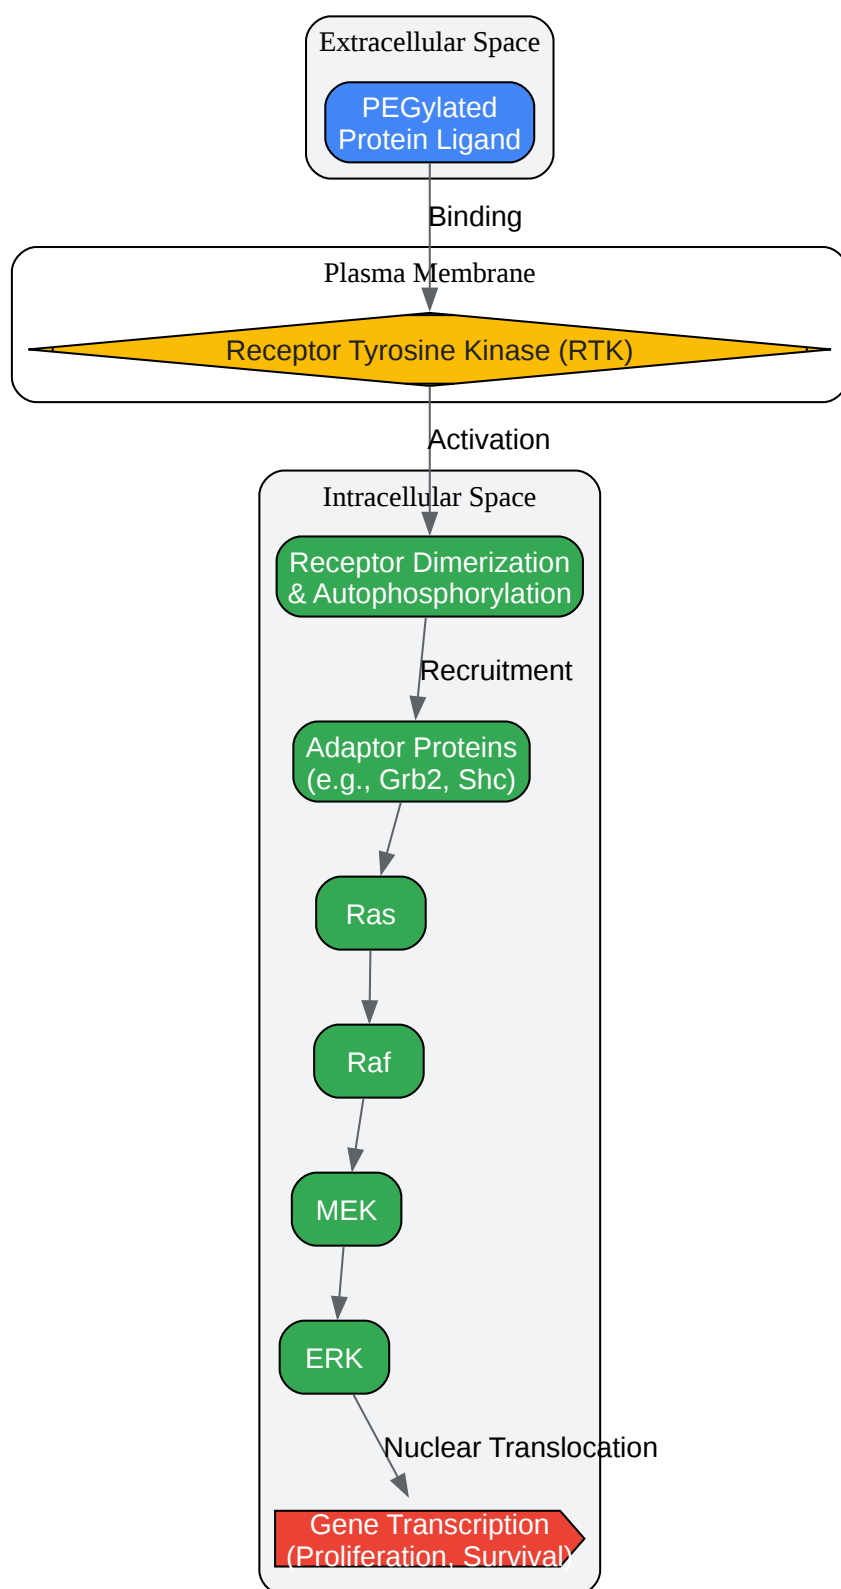 Extracellular Space
PEGylated
Protein Ligand
Binding
Plasma Membrane
Receptor Tyrosine Kinase (RTK)
Activation
Intracellular Space
Receptor Dimerization
& Autophosphorylation
Recruitment
Adaptor Proteins
(e.g., Grb2, Shc)
Ras
Raf
MEK
ERK
Nuclear Translocation
Gene Transcription
(Proliferation, Survival)